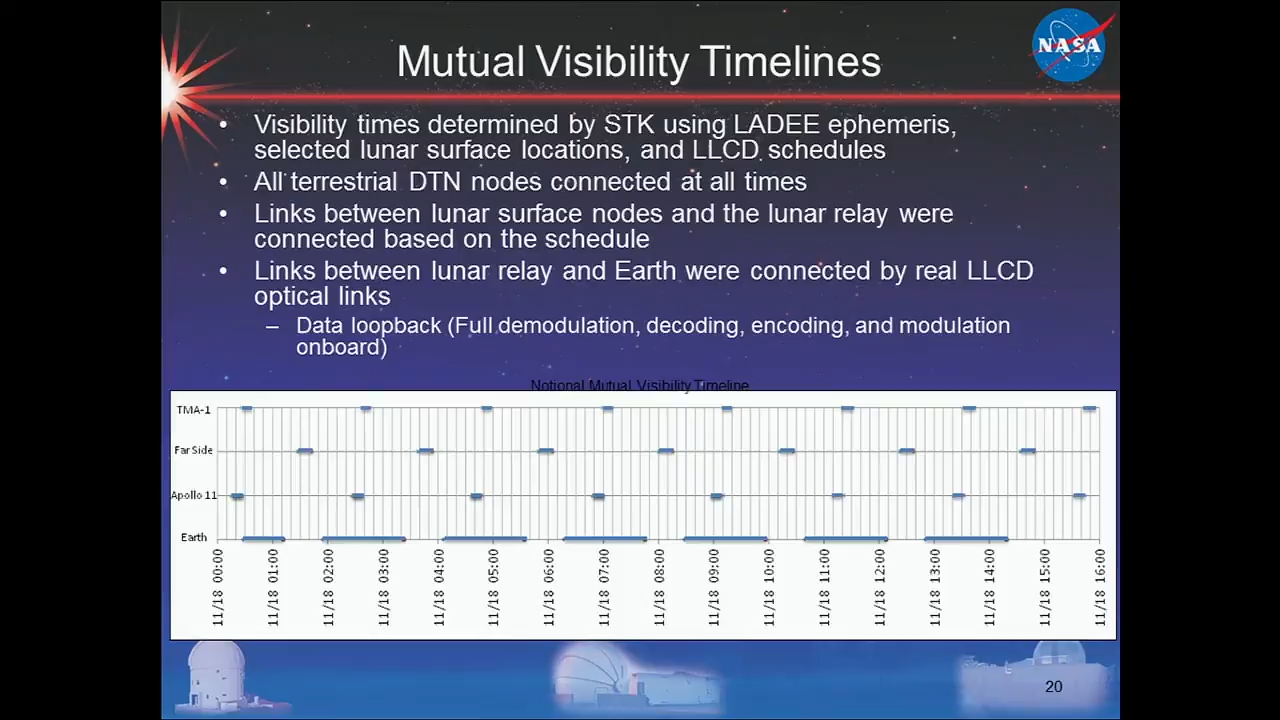 NASA
Mutual Visibility Timelines
• Visibility times determined by STK using LADEE ephemeris,
selected lunar surface locations, and LLCD schedules
• All terrestrial DTN nodes connected at all times
• Links between lunar surface nodes and the lunar relay were
connected based on the schedule
• Links between lunar relay and Earth were connected by real LLCD
optical links
– Data loopback (Full demodulation, decoding, encoding, and modulation
onboard)
Notional Mutual Visibility Timeline
TMA-1
Far Side
Apollo 11
Earth
11/18 00:00
11/18 01:00
11/18 02:00
11/18 03:00
11/18 04:00
11/18 05:00
11/18 06:00
11/18 07:00
11/18 08:00
11/18 09:00
11/18 10:00
11/18 11:00
11/18 12:00
11/18 13:00
11/18 14:00
11/18 15:00
11/18 16:00
20